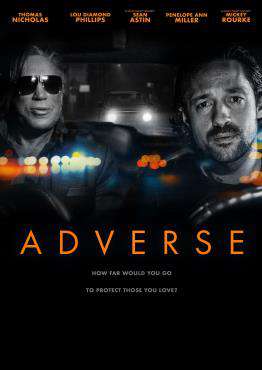 THOMAS NICHOLAS
LOU DIAMOND PHILLIPS
SEAN ASTIN
PENELOPE ANN MILLER
MICKEY ROURKE
ADVERSE
HOW FAR WOULD YOU GO
TO PROTECT THOSE YOU LOVE?